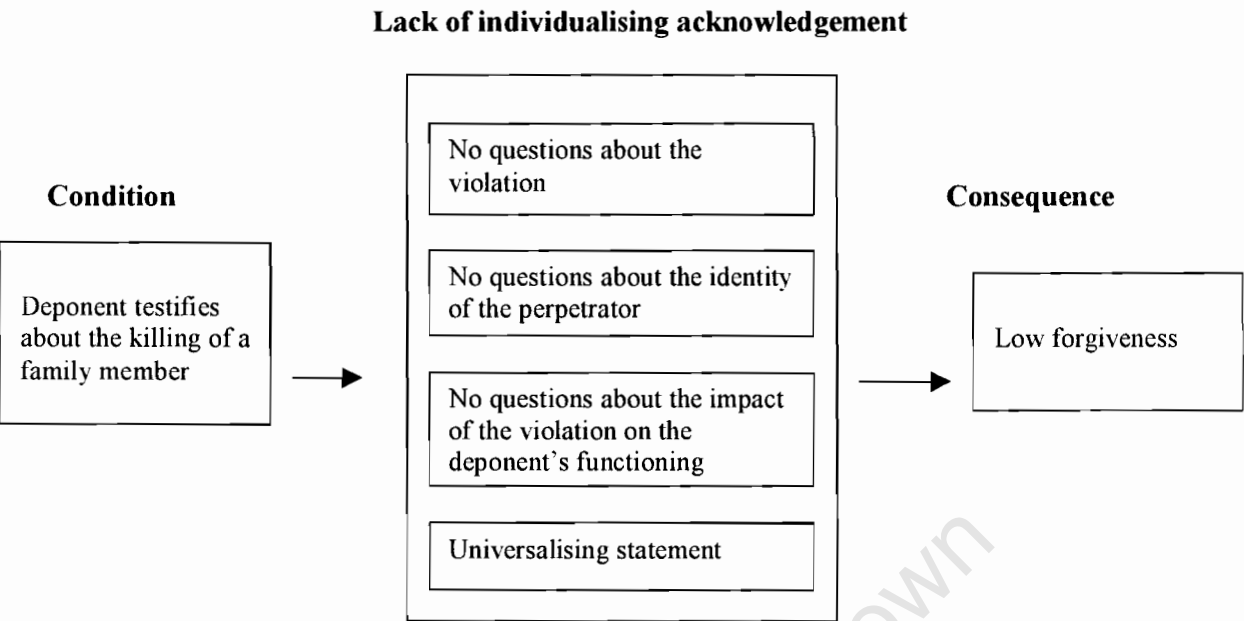 Lack of individualising acknowledgement
Condition
Deponent testifies
about the killing of a
family member
No questions about the
violation
No questions about the identity
of the perpetrator
No questions about the impact
of the violation on the
deponent's functioning
Universalising statement
Consequence
Low forgiveness
own